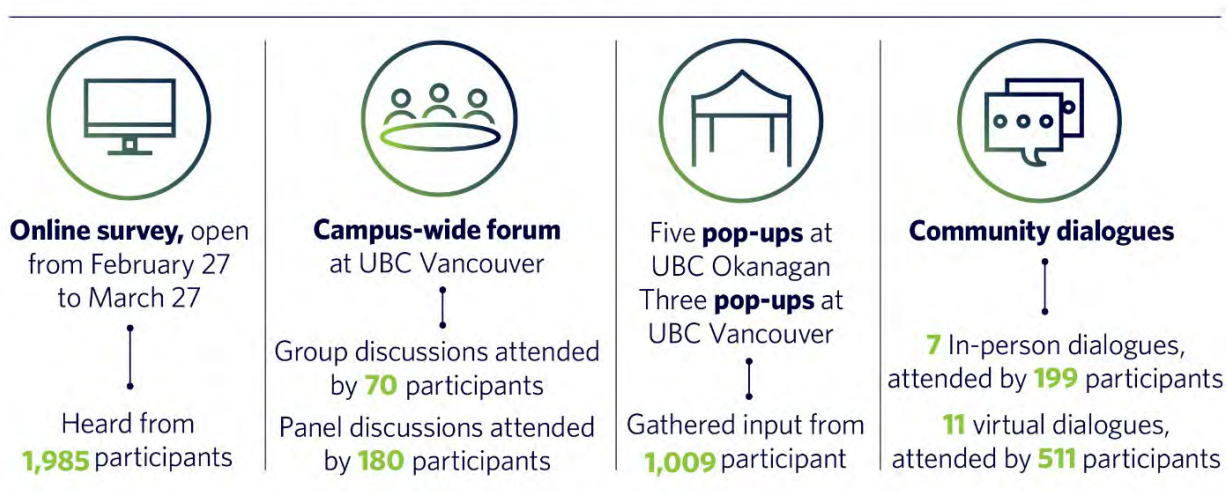 Online survey, open
from February 27
to March 27
Heard from
1,985 participants
Campus-wide forum
at UBC Vancouver
Group discussions attended
by 70 participants
Panel discussions attended
by 180 participants
Five pop-ups at
UBC Okanagan
Three pop-ups at
UBC Vancouver
Gathered input from
1,009 participant
Community dialogues
7 In-person dialogues,
attended by 199 participants
11 virtual dialogues,
attended by 511 participants